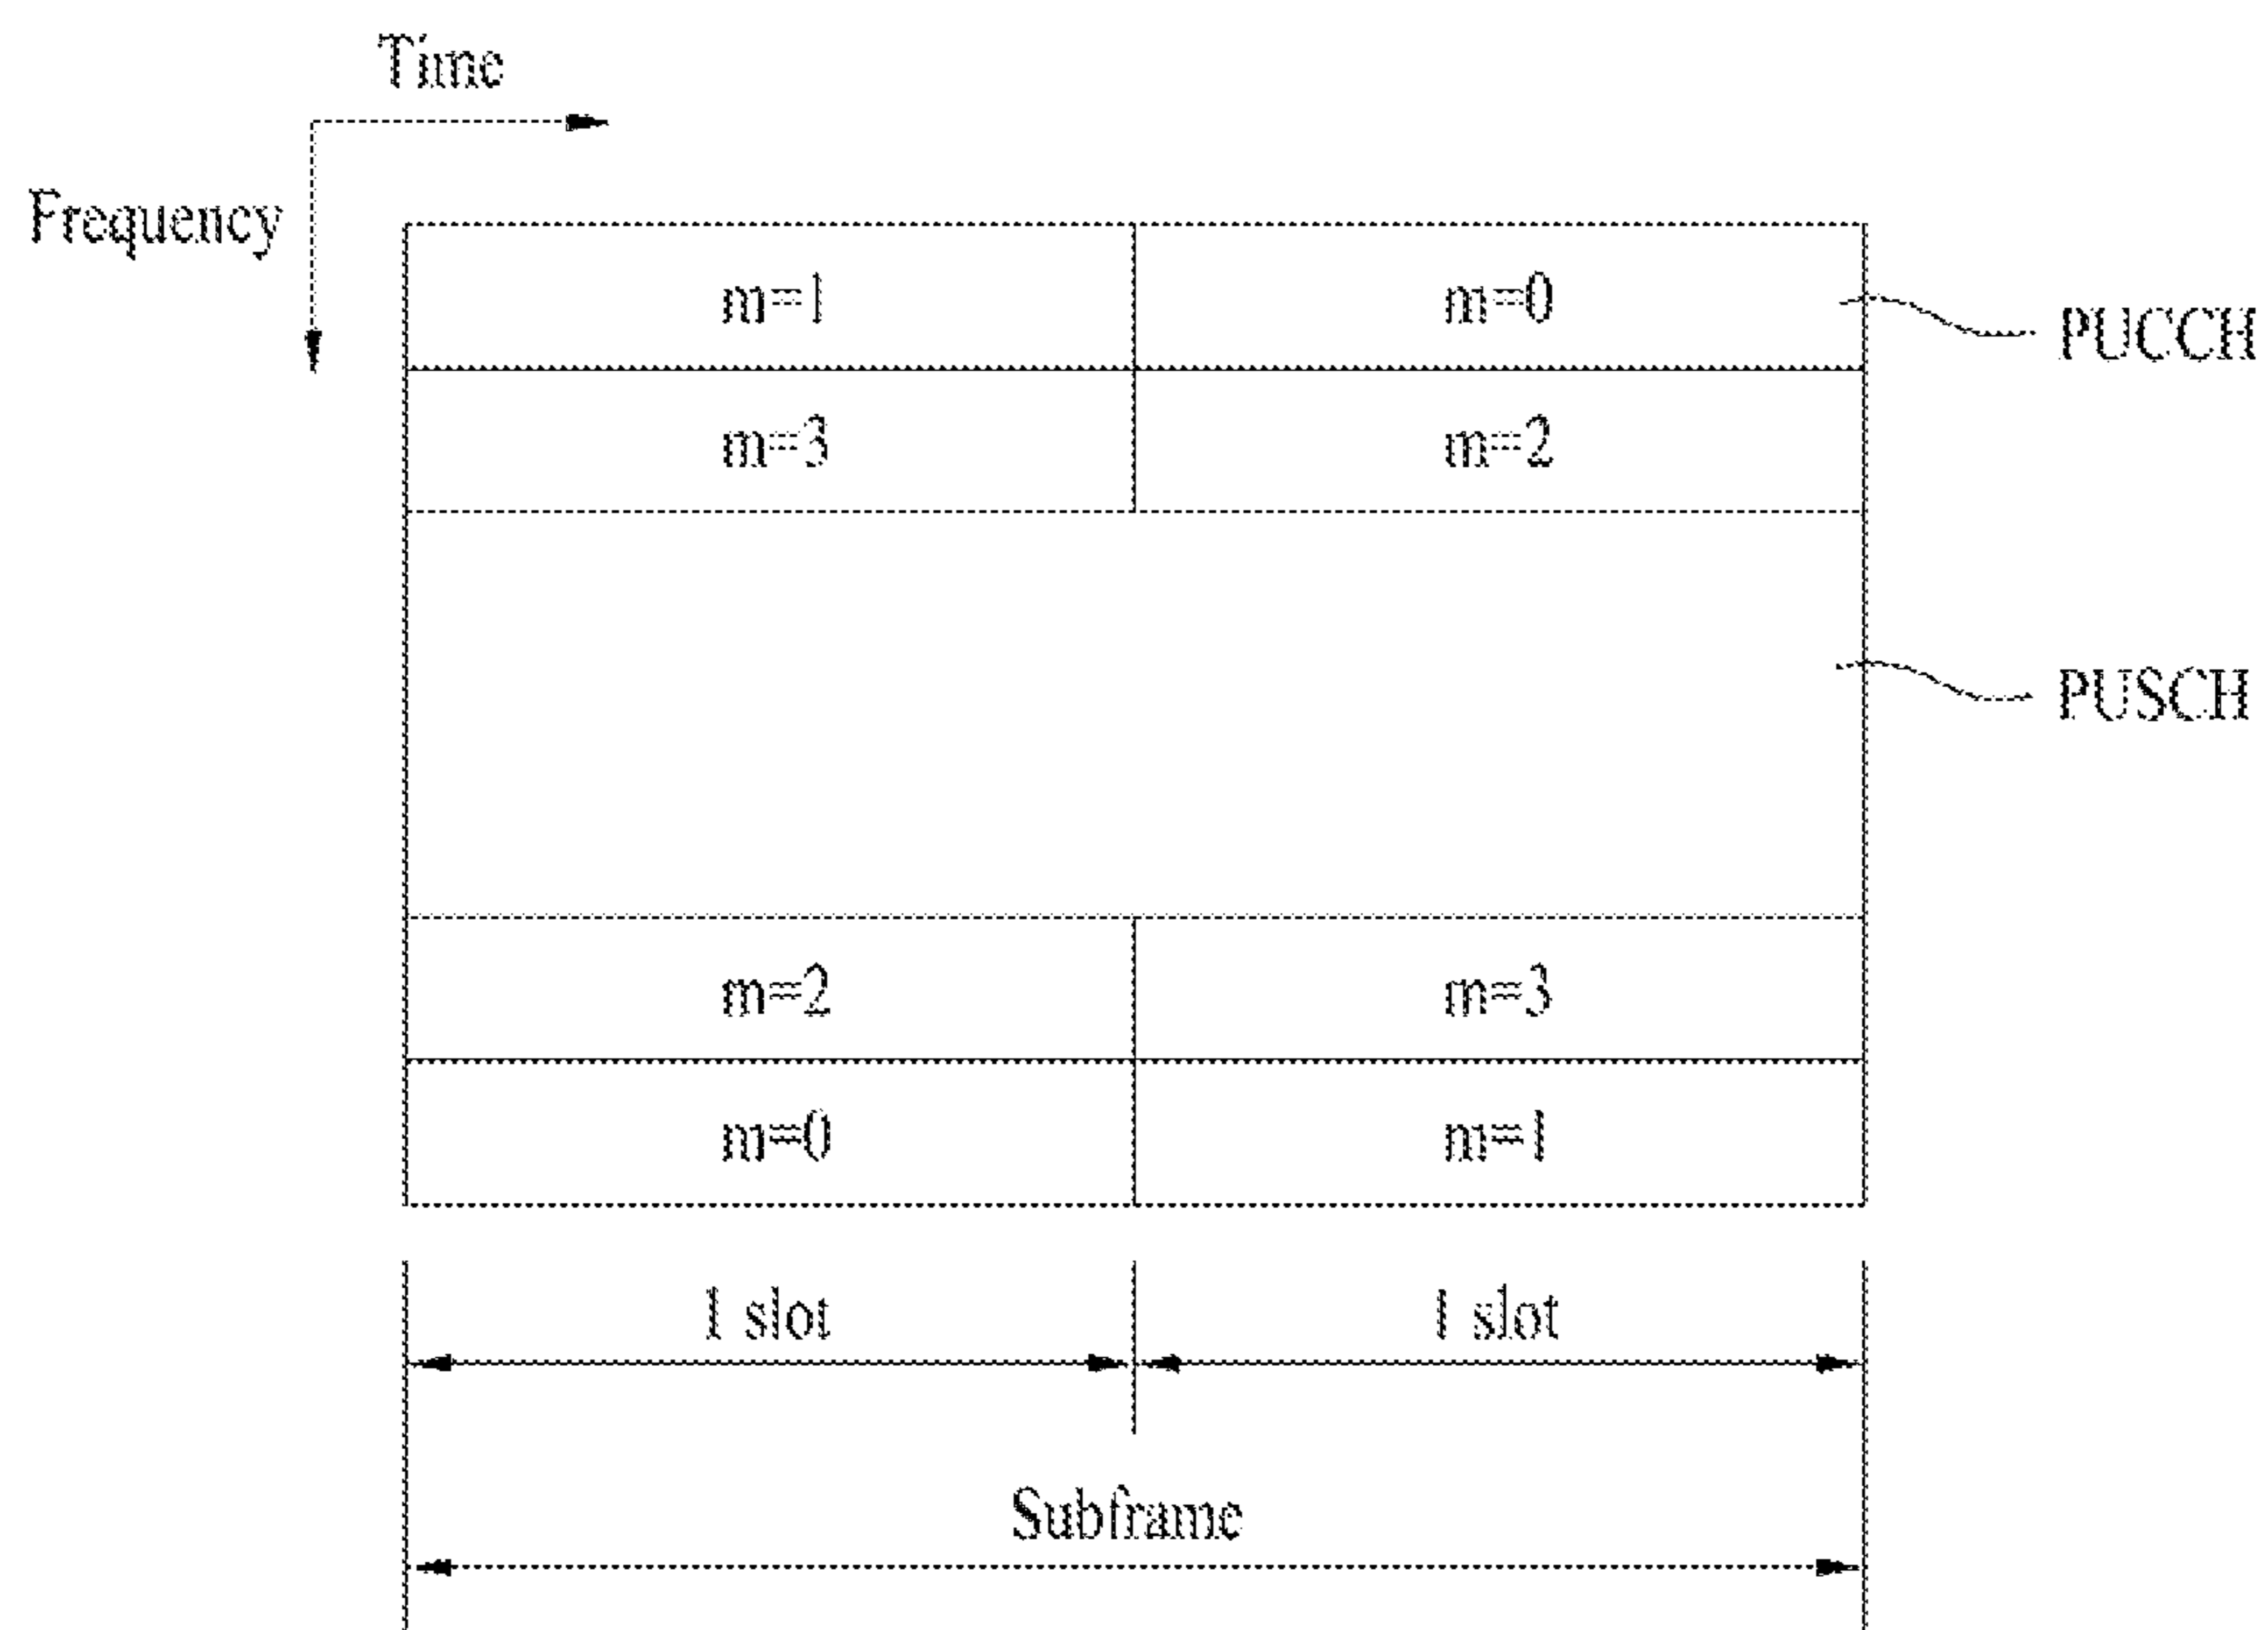 Time
Frequency
m=1
m=0
PUCCH
m=3
m=2
PUSCH
m=2
m=3
m=0
m=1
1 slot
1 slot
Subframe